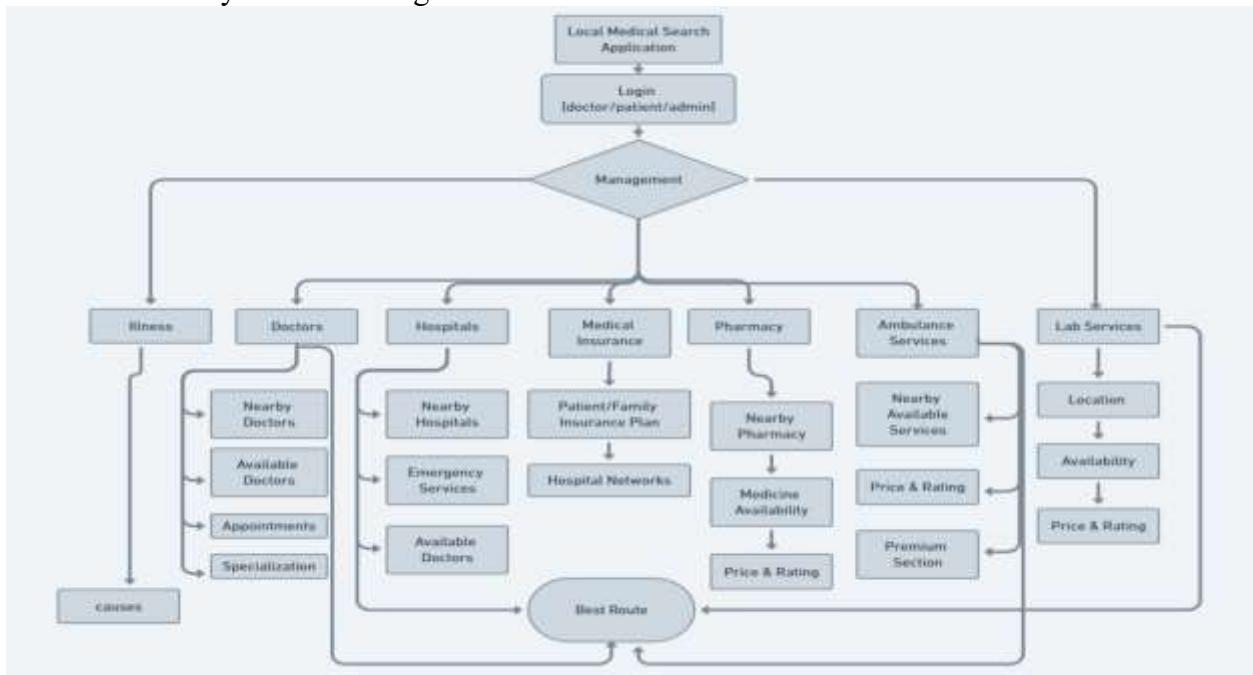 Local Medical Search
Application
Login
[doctor/patient/admin]
Management
Illness
Doctors
Hospitals
Medical
Insurance
Pharmacy
Ambulance
Services
Lab Services
Nearby
Doctors
Available
Doctors
Appointments
Specialization
causes
Nearby
Hospitals
Emergency
Services
Available
Doctors
Patient/Family
Insurance Plan
Hospital Networks
Nearby
Pharmacy
Medicine
Availability
Price & Rating
Nearby
Available
Services
Price & Rating
Premium
Section
Location
Availability
Price & Rating
Best Route